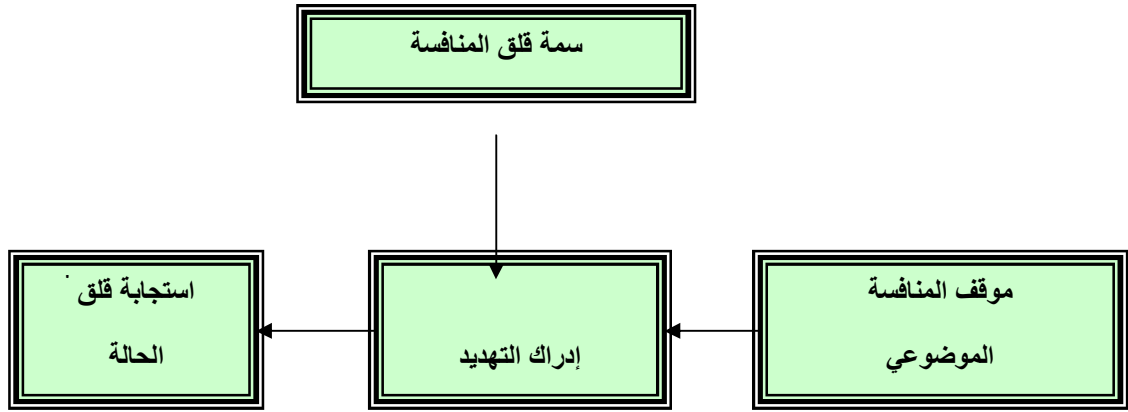 سمة قلق المنافسة
موقف المنافسة
الموضوعي
إدراك التهديد
استجابة قلق
الحالة